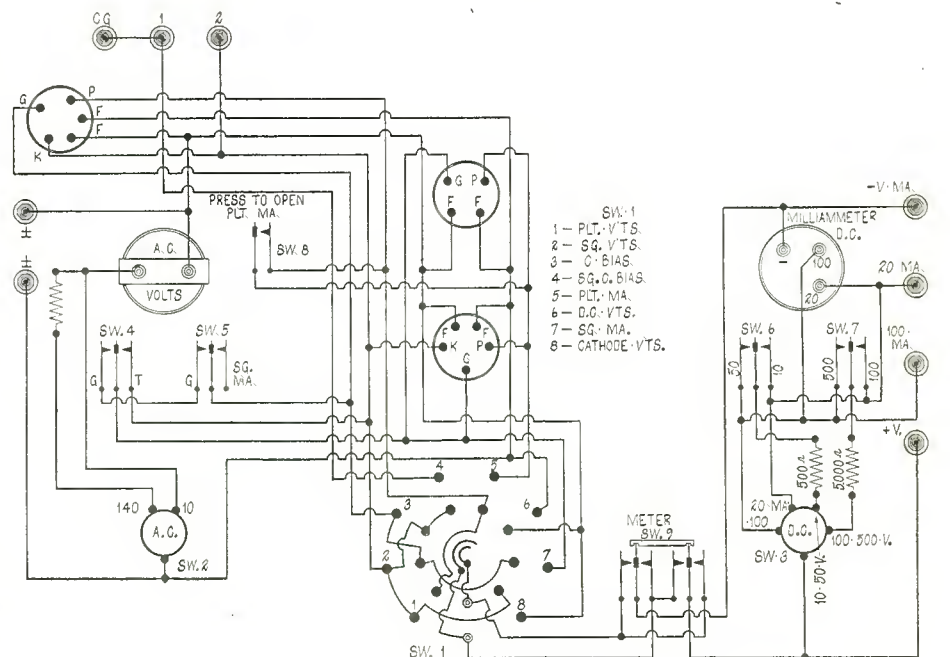 CG 1 2
G P
F
F
K
PRESS TO OPEN
PLT. MA.
SW. 8
±
±
A.C.
VOLTS
SW. 4
G T
SW. 5
G
SG.
MA.
140 10
A.C.
SW. 2
G P
F F
F F
K P
G
SW. 1
1 — PLT. V'TS.
2 — SG. V'TS.
3 — C. BIAS.
4 — SG. C. BIAS.
5 — PLT. MA.
6 — D.C. VTS.
7 — SG. MA.
8 — CATHODE. VTS.
1
2
3
4
5
6
7
8
SW. 1
METER
SW. 9
-V. MA.
MILLIAMMETER
D.C.
-
100
20
20 MA.
100.
MA.
+V.
SW. 6
50 10
SW. 7
500 100
500Ω
5000Ω
20 MA.
.100
D.C.
SW. 3
10-50-V.
100-500-V.